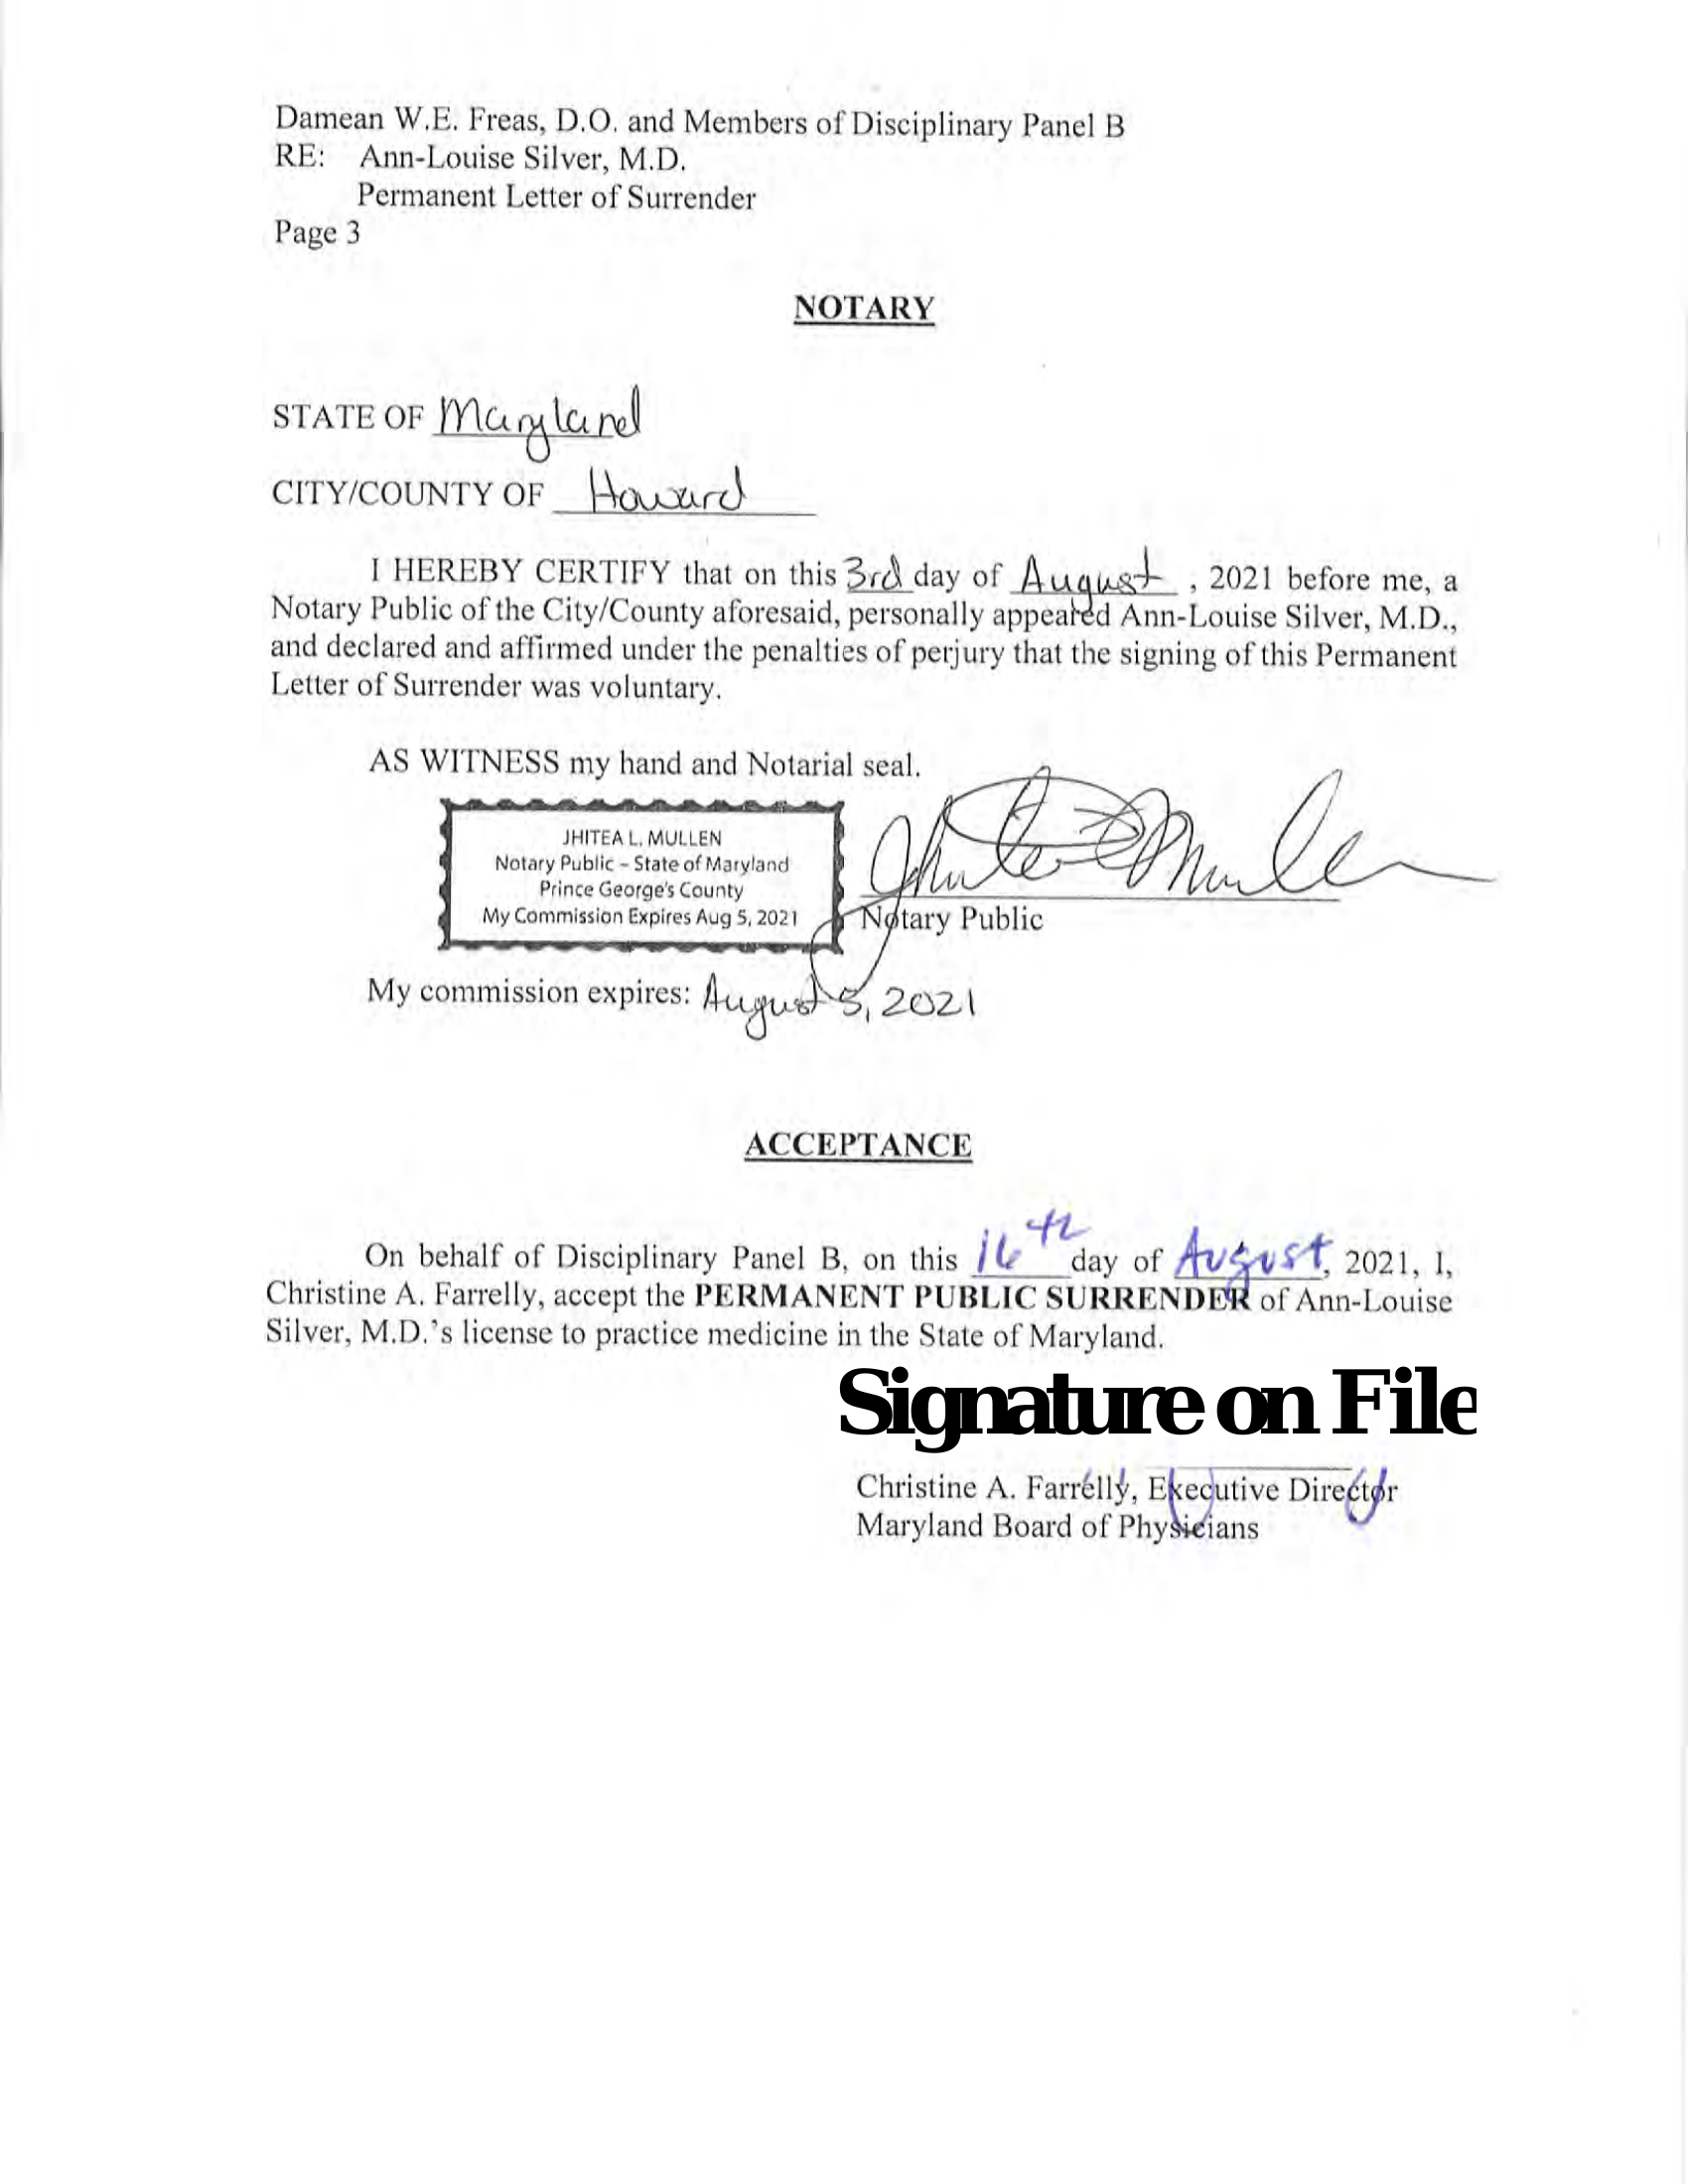 Damean W.E. Freas, D.O. and Members of Disciplinary Panel B
RE: Ann-Louise Silver, M.D.
Permanent Letter of Surrender
Page 3
NOTARY
STATE OF Maryland
CITY/COUNTY OF Howard
I HEREBY CERTIFY that on this 3rd day of August, 2021 before me, a
Notary Public of the City/County aforesaid, personally appeared Ann-Louise Silver, M.D.,
and declared and affirmed under the penalties of perjury that the signing of this Permanent
Letter of Surrender was voluntary.
AS WITNESS my hand and Notarial seal.
JHITEA L. MULLEN
Notary Public – State of Maryland
Prince George's County
My Commission Expires Aug 5, 2021
Notary Public
My commission expires: August 5, 2021
ACCEPTANCE
On behalf of Disciplinary Panel B, on this 16th day of August, 2021, I,
Christine A. Farrelly, accept the PERMANENT PUBLIC SURRENDER of Ann-Louise
Silver, M.D.'s license to practice medicine in the State of Maryland.
Signature on File
Christine A. Farrelly, Executive Director
Maryland Board of Physicians